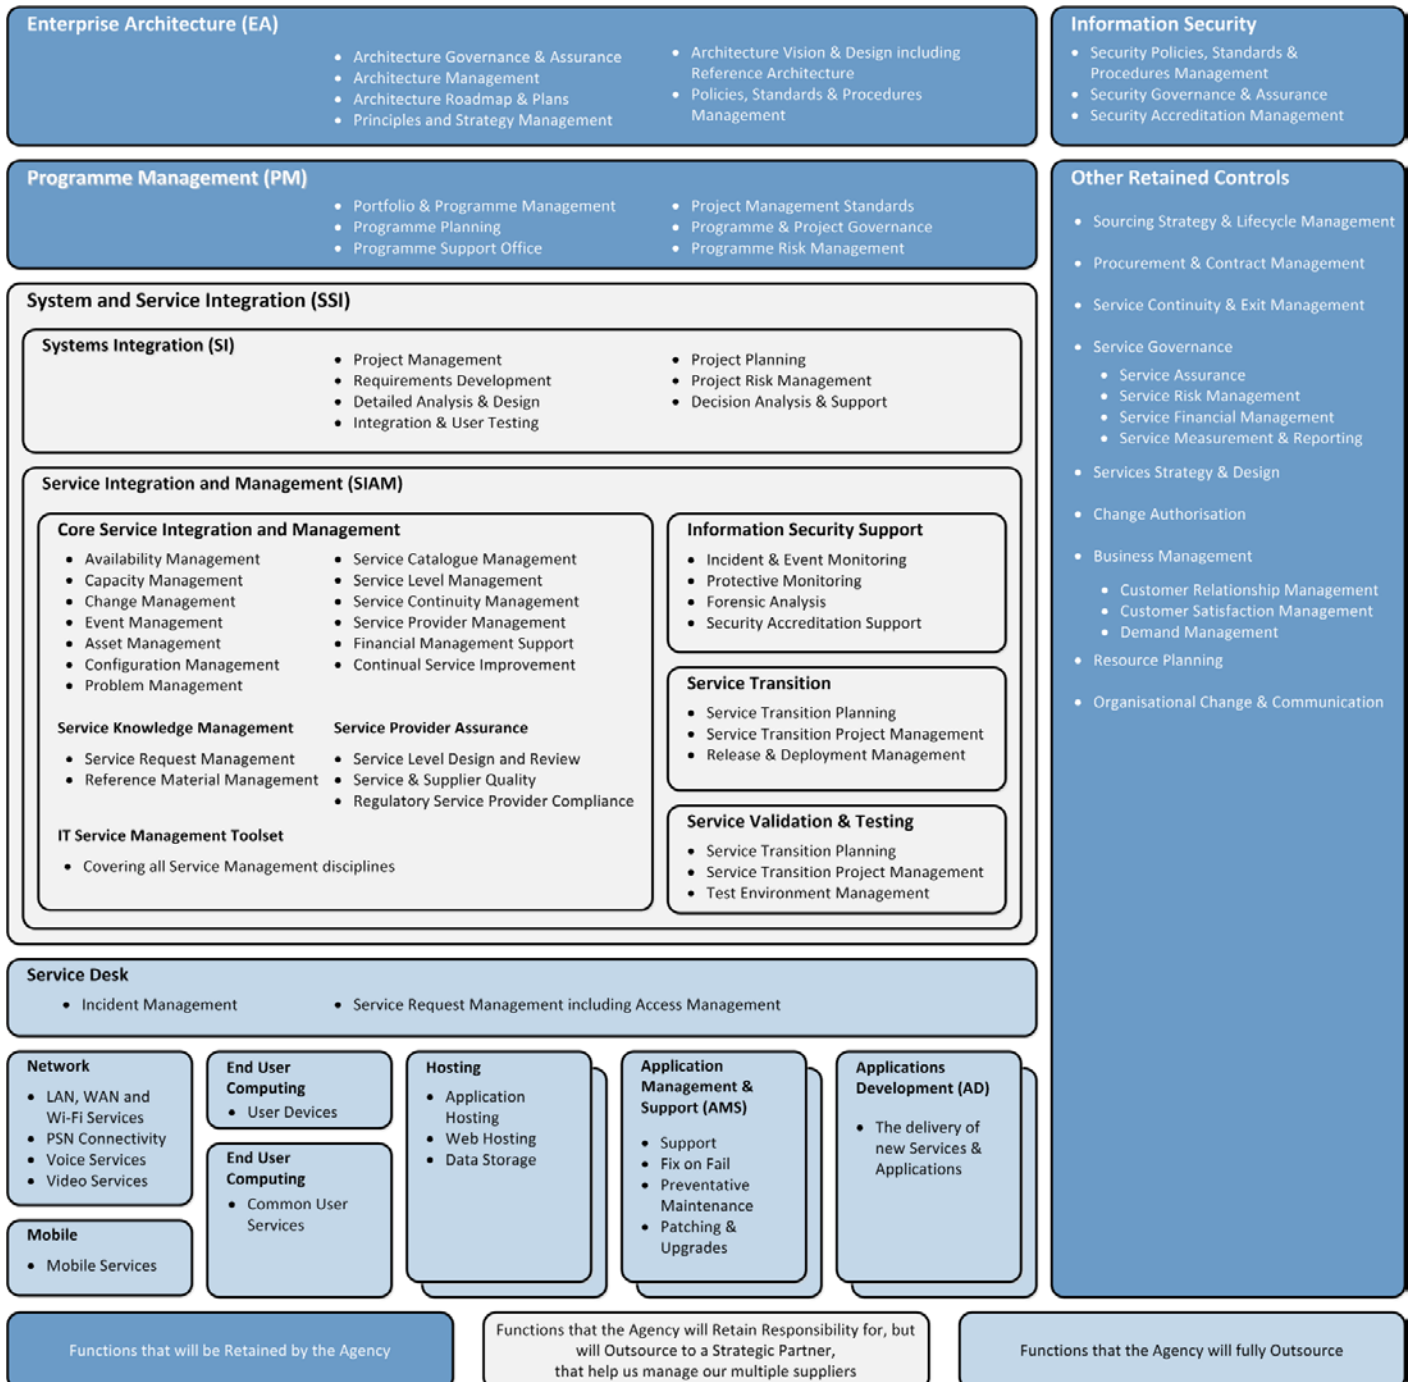 Enterprise Architecture (EA)
• Architecture Governance & Assurance
• Architecture Management
• Architecture Roadmap & Plans
• Principles and Strategy Management
• Architecture Vision & Design including
Reference Architecture
• Policies, Standards & Procedures
Management
Information Security
• Security Policies, Standards &
Procedures Management
• Security Governance & Assurance
• Security Accreditation Management
Programme Management (PM)
• Portfolio & Programme Management
• Programme Planning
• Programme Support Office
• Project Management Standards
• Programme & Project Governance
• Programme Risk Management
Other Retained Controls
• Sourcing Strategy & Lifecycle Management
• Procurement & Contract Management
• Service Continuity & Exit Management
• Service Governance
• Service Assurance
• Service Risk Management
• Service Financial Management
• Service Measurement & Reporting
• Services Strategy & Design
• Change Authorisation
• Business Management
• Customer Relationship Management
• Customer Satisfaction Management
• Demand Management
• Resource Planning
• Organisational Change & Communication
System and Service Integration (SSI)
Systems Integration (SI)
• Project Management
• Requirements Development
• Detailed Analysis & Design
• Integration & User Testing
• Project Planning
• Project Risk Management
• Decision Analysis & Support
Service Integration and Management (SIAM)
Core Service Integration and Management
• Availability Management
• Capacity Management
• Change Management
• Event Management
• Asset Management
• Configuration Management
• Problem Management
• Service Catalogue Management
• Service Level Management
• Service Continuity Management
• Service Provider Management
• Financial Management Support
• Continual Service Improvement
Service Knowledge Management
• Service Request Management
• Reference Material Management
Service Provider Assurance
• Service Level Design and Review
• Service & Supplier Quality
• Regulatory Service Provider Compliance
IT Service Management Toolset
• Covering all Service Management disciplines
Information Security Support
• Incident & Event Monitoring
• Protective Monitoring
• Forensic Analysis
• Security Accreditation Support
Service Transition
• Service Transition Planning
• Service Transition Project Management
• Release & Deployment Management
Service Validation & Testing
• Service Transition Planning
• Service Transition Project Management
• Test Environment Management
Service Desk
• Incident Management
• Service Request Management including Access Management
Network
• LAN, WAN and
Wi-Fi Services
• PSN Connectivity
• Voice Services
• Video Services
Mobile
• Mobile Services
End User
Computing
• User Devices
End User
Computing
• Common User
Services
Hosting
• Application
Hosting
• Web Hosting
• Data Storage
Application
Management &
Support (AMS)
• Support
• Fix on Fail
• Preventative
Maintenance
• Patching &
Upgrades
Applications
Development (AD)
• The delivery of
new Services &
Applications
Functions that will be Retained by the Agency
Functions that the Agency will Retain Responsibility for, but
will Outsource to a Strategic Partner,
that help us manage our multiple suppliers
Functions that the Agency will fully Outsource